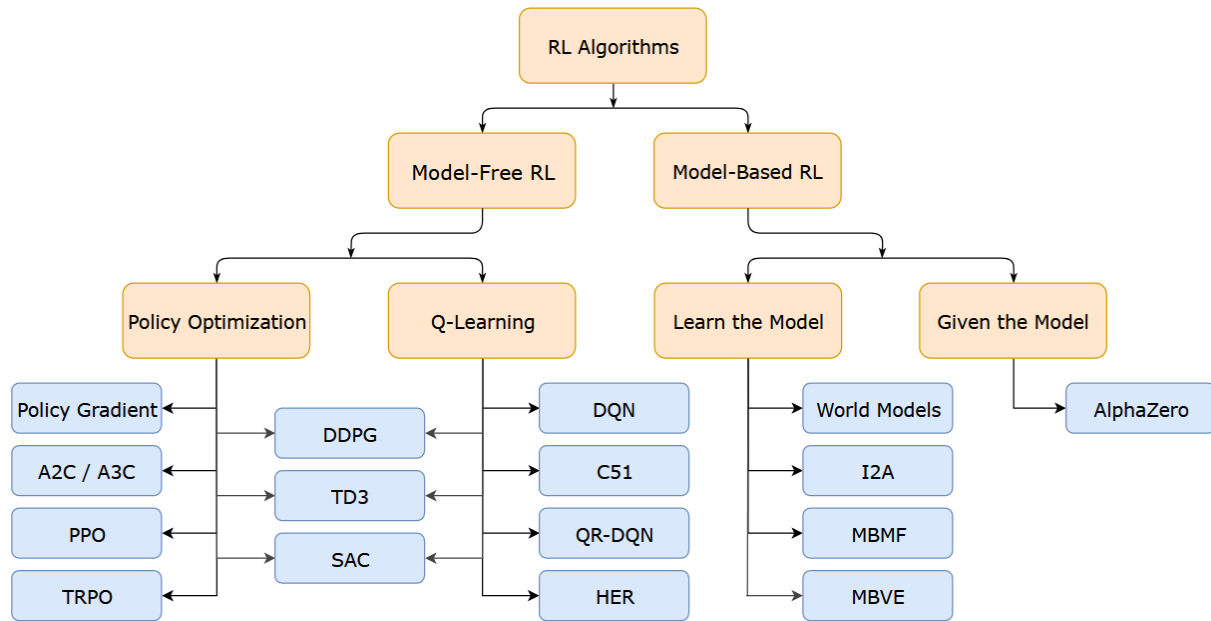 RL Algorithms
Model-Free RL
Model-Based RL
Policy Optimization
Q-Learning
Learn the Model
Given the Model
Policy Gradient
DDPG
DQN
World Models
AlphaZero
A2C / A3C
TD3
C51
I2A
PPO
SAC
QR-DQN
MBMF
TRPO
HER
MBVE